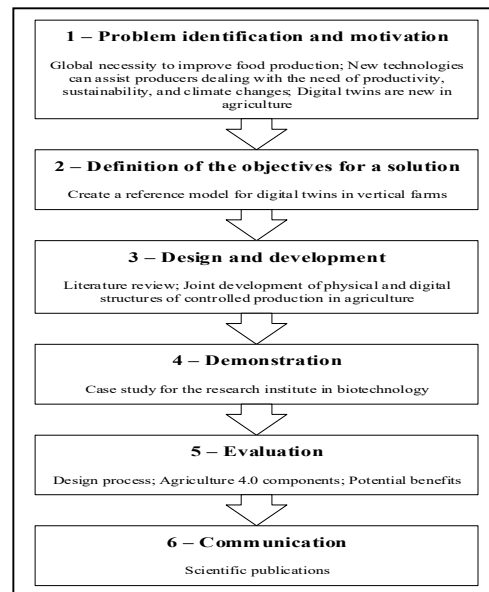 1 – Problem identification and motivation
Global necessity to improve food production; New technologies
can assist producers dealing with the need of productivity,
sustainability, and climate changes; Digital twins are new in
agriculture
2 – Definition of the objectives for a solution
Create a reference model for digital twins in vertical farms
3 – Design and development
Literature review; Joint development of physical and digital
structures of controlled production in agriculture
4 – Demonstration
Case study for the research institute in biotechnology
5 – Evaluation
Design process; Agriculture 4.0 components; Potential benefits
6 – Communication
Scientific publications